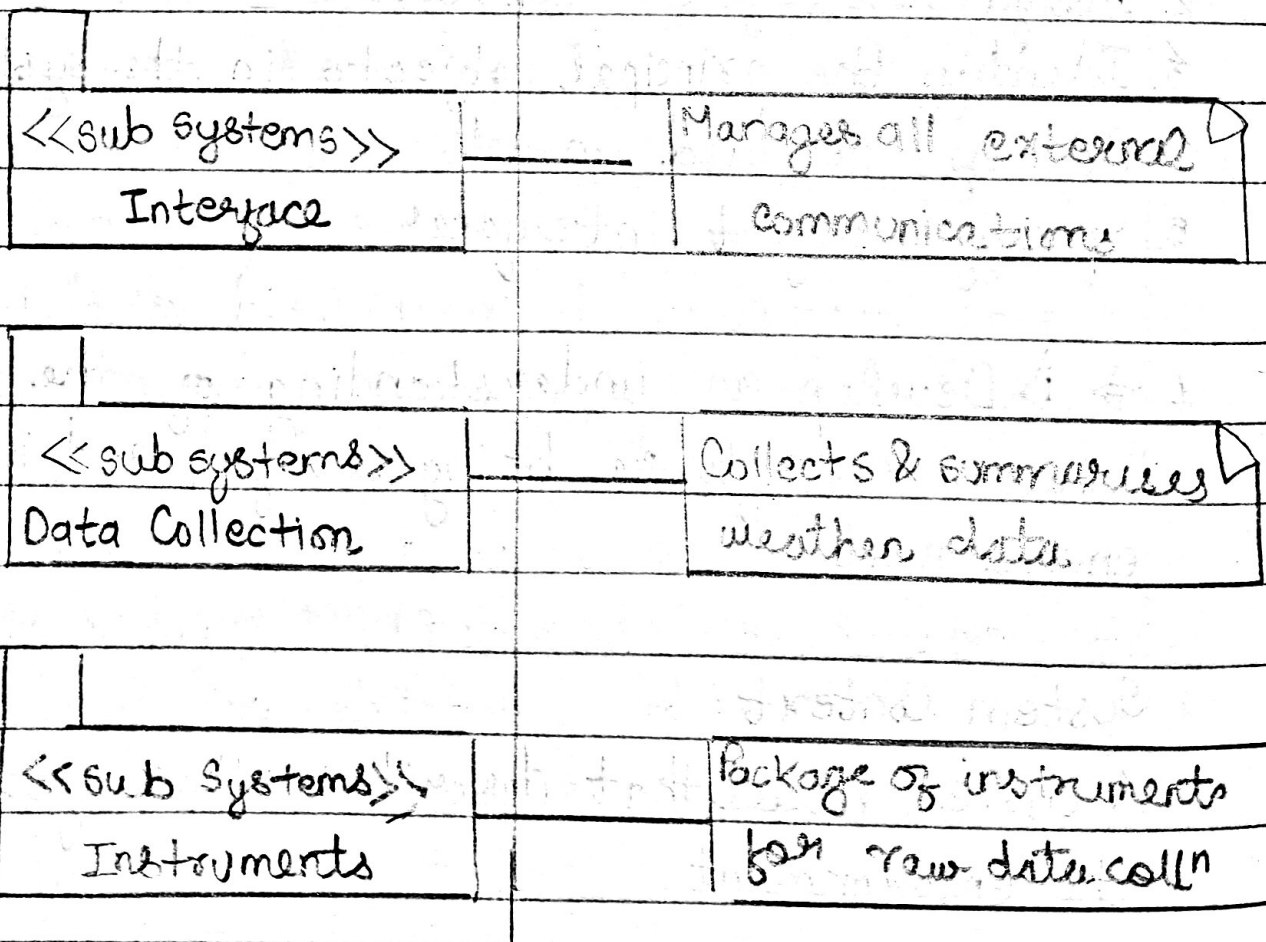 <<sub systems>> Manages all external
Interface communications
<<sub systems>> Collects & summarises
Data Collection weather data
<<sub systems>> Package of instruments
Instruments for raw data collⁿ